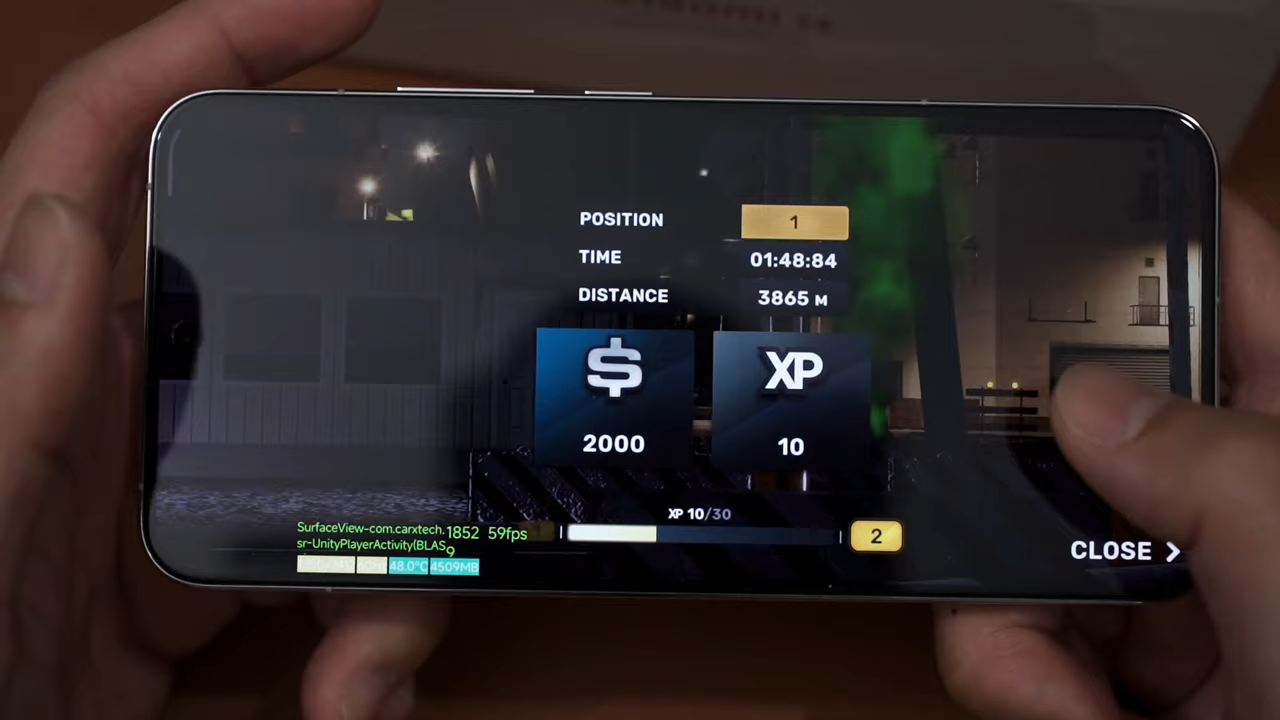 POSITION 1
TIME 01:48:84
DISTANCE 3865 M
$ XP
2000 10
XP 10/30
2
SurfaceView-com.carxtech. 1852 59fps
sr-UnityPlayerActivity(BLAS 9
48.0°C 4509MB
CLOSE